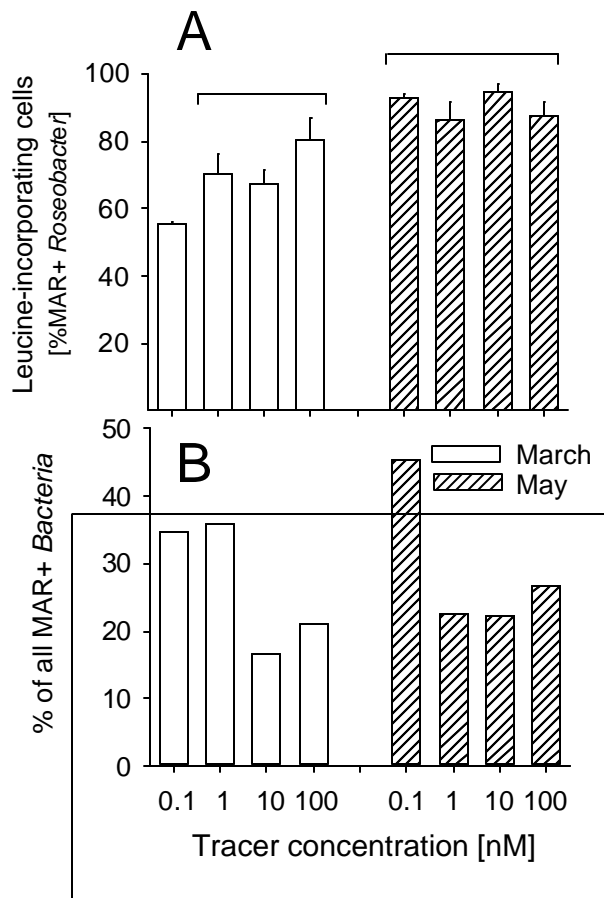 A
Leucine-incorporating cells
[%MAR+ Roseobacter]
100
80
60
40
20
B
March
May
% of all MAR+ Bacteria
50
40
30
20
10
0
0.1 1 10 100 0.1 1 10 100
Tracer concentration [nM]